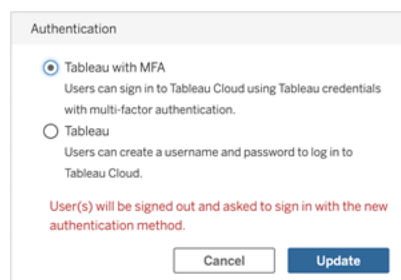 Authentication
Tableau with MFA
Users can sign in to Tableau Cloud using Tableau credentials
with multi-factor authentication.
Tableau
Users can create a username and password to log in to
Tableau Cloud.
User(s) will be signed out and asked to sign in with the new
authentication method.
Cancel Update